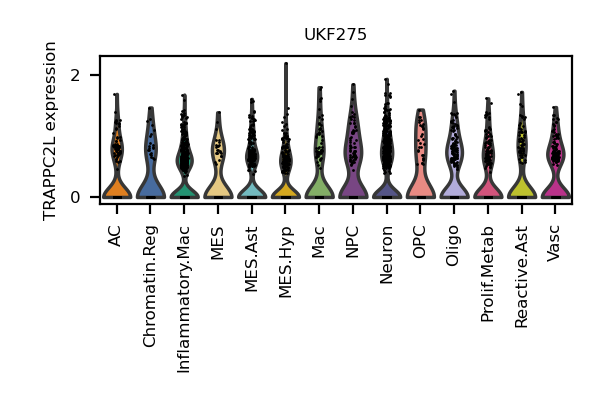 UKF275
TRAPPC2L expression
2
0
AC
Chromatin.Reg
Inflammatory.Mac
MES
MES.Ast
MES.Hyp
Mac
NPC
Neuron
OPC
Oligo
Prolif.Metab
Reactive.Ast
Vasc